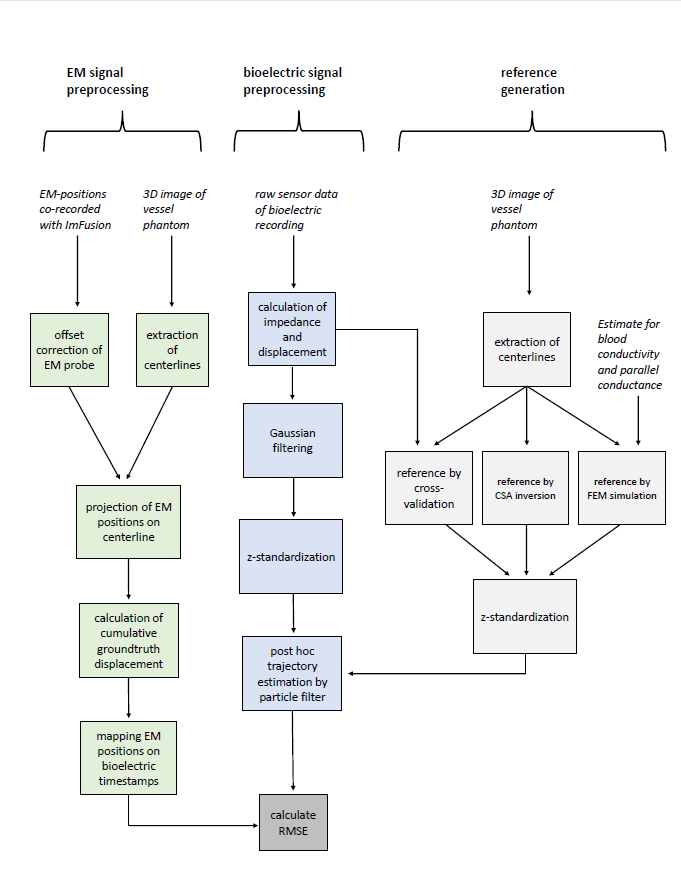 EM signal
preprocessing
bioelectric signal
preprocessing
reference
generation
EM-positions
co-recorded
with ImFusion
3D image of
vessel
phantom
raw sensor data
of bioelectric
recording
3D image of
vessel
phantom
offset
correction of
EM probe
extraction
of
centerlines
calculation of
impedance
and
displacement
extraction of
centerlines
Estimate for
blood
conductivity
and parallel
conductance
Gaussian
filtering
reference by
cross-
validation
reference by
CSA inversion
reference by
FEM simulation
projection of EM
positions on
centerline
z-standardization
z-standardization
calculation of
cumulative
groundtruth
displacement
post hoc
trajectory
estimation by
particle filter
mapping EM
positions on
bioelectric
timestamps
calculate
RMSE